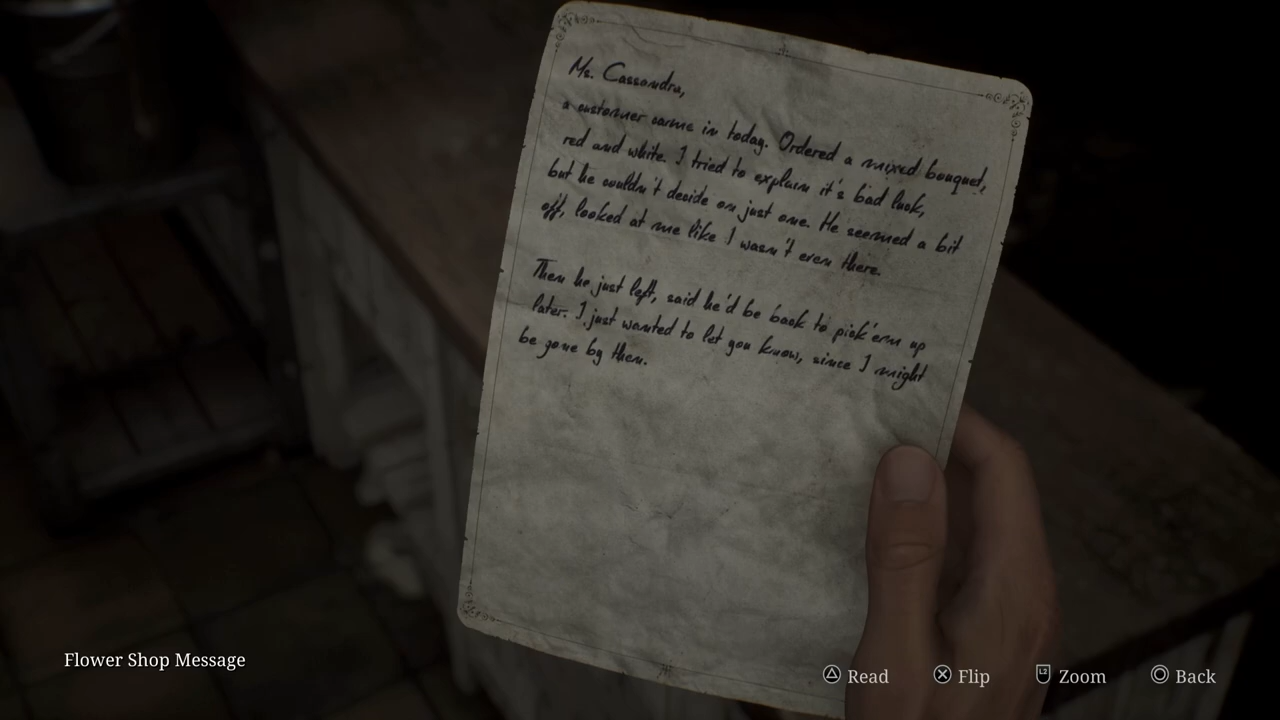 Ms. Cassandra,
a customer came in today. Ordered a mixed bouquet,
red and white. I tried to explain it's bad luck,
but he couldn't decide on just one. He seemed a bit
off, looked at me like I wasn't even there.
Then he just left, said he'd be back to pick'erm up
later. I just wanted to let you know, since I might
be gone by then.
Flower Shop Message
Read
Flip
L2 Zoom
Back